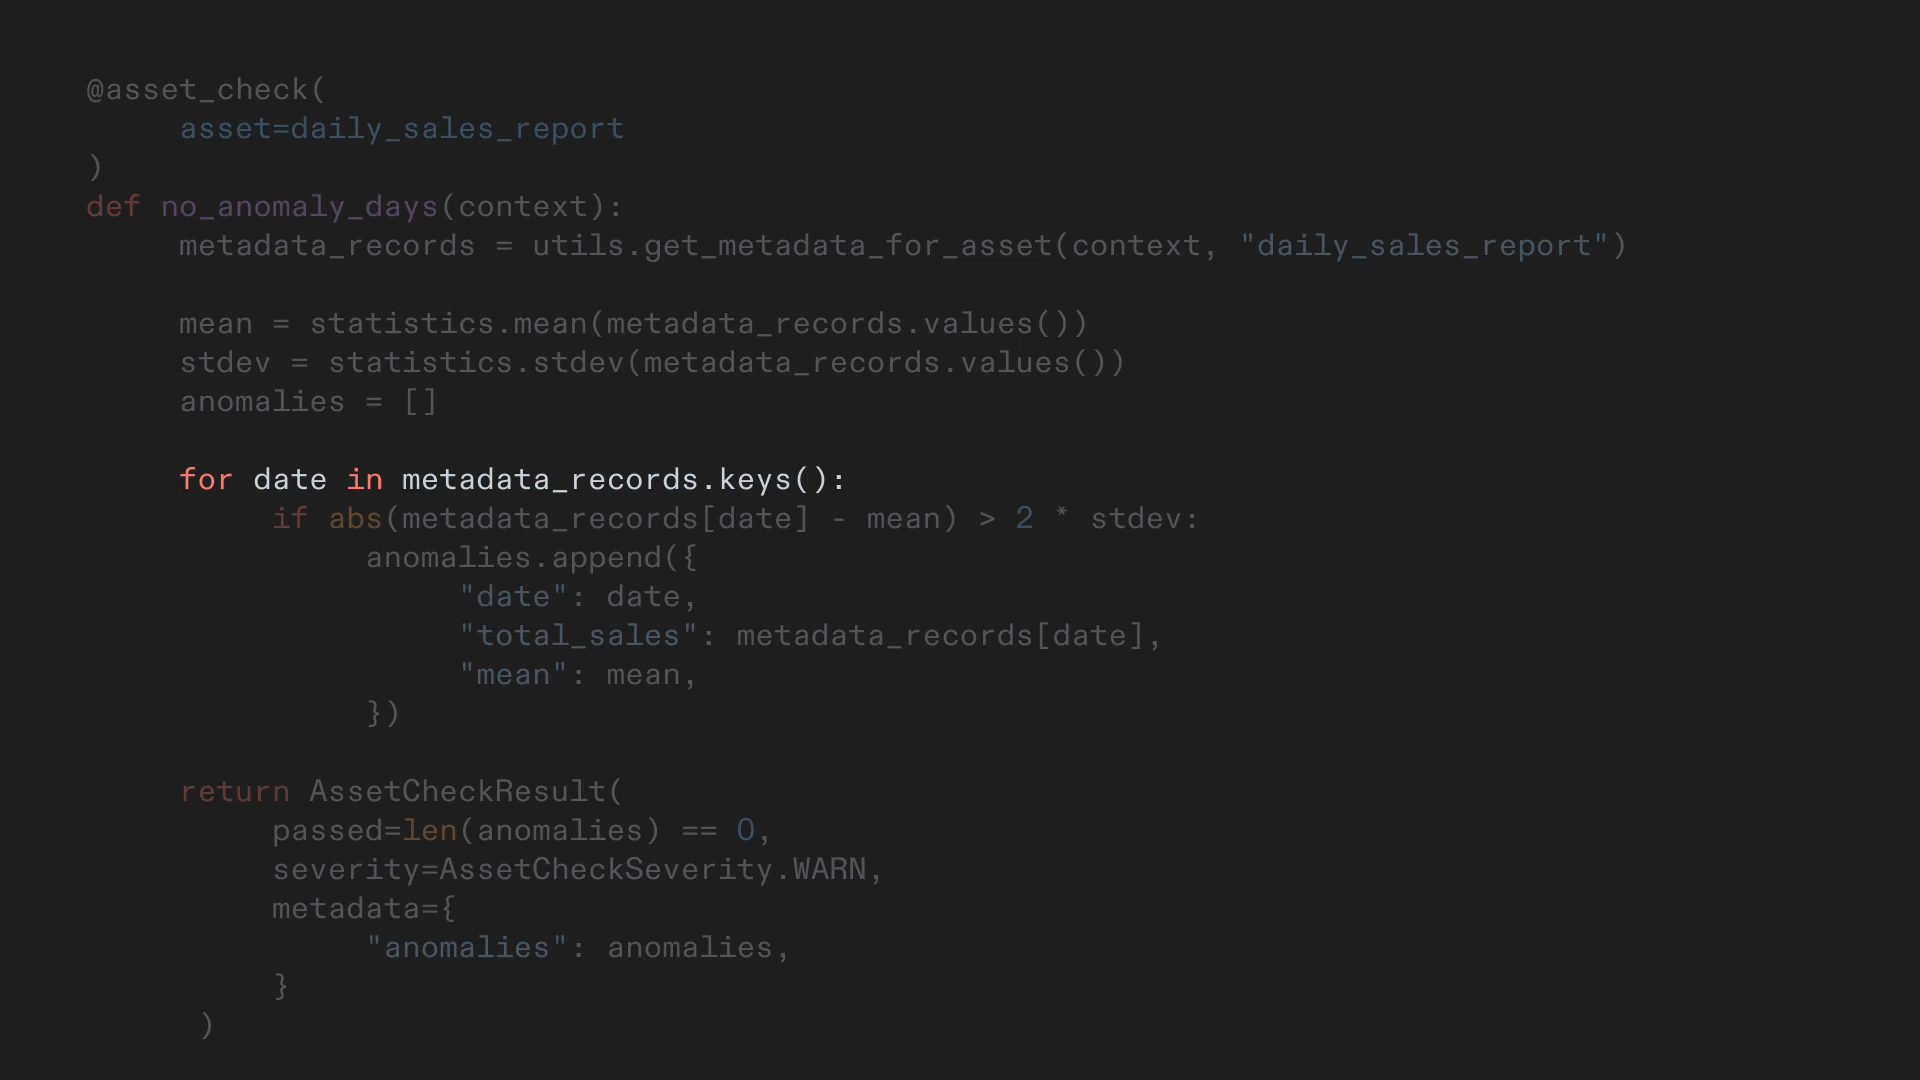 @asset_check(
asset=daily_sales_report
)
def no_anomaly_days(context):
metadata_records = utils.get_metadata_for_asset(context, "daily_sales_report")
mean = statistics.mean(metadata_records.values())
stdev = statistics.stdev(metadata_records.values())
anomalies = []
for date in metadata_records.keys():
if abs(metadata_records[date] - mean) > 2 * stdev:
anomalies.append({
"date": date,
"total_sales": metadata_records[date],
"mean": mean,
})
return AssetCheckResult(
passed=len(anomalies) == 0,
severity=AssetCheckSeverity.WARN,
metadata={
"anomalies": anomalies,
}
)